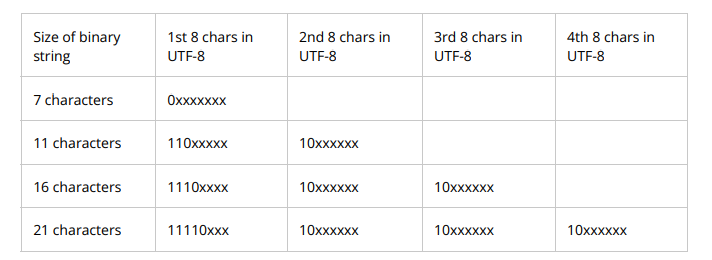 Size of binary string 1st 8 chars in UTF-8 2nd 8 chars in UTF-8 3rd 8 chars in UTF-8 4th 8 chars in UTF-8
7 characters 0xxxxxxx
11 characters 110xxxxx 10xxxxxx
16 characters 1110xxxx 10xxxxxx 10xxxxxx
21 characters 11110xxx 10xxxxxx 10xxxxxx 10xxxxxx